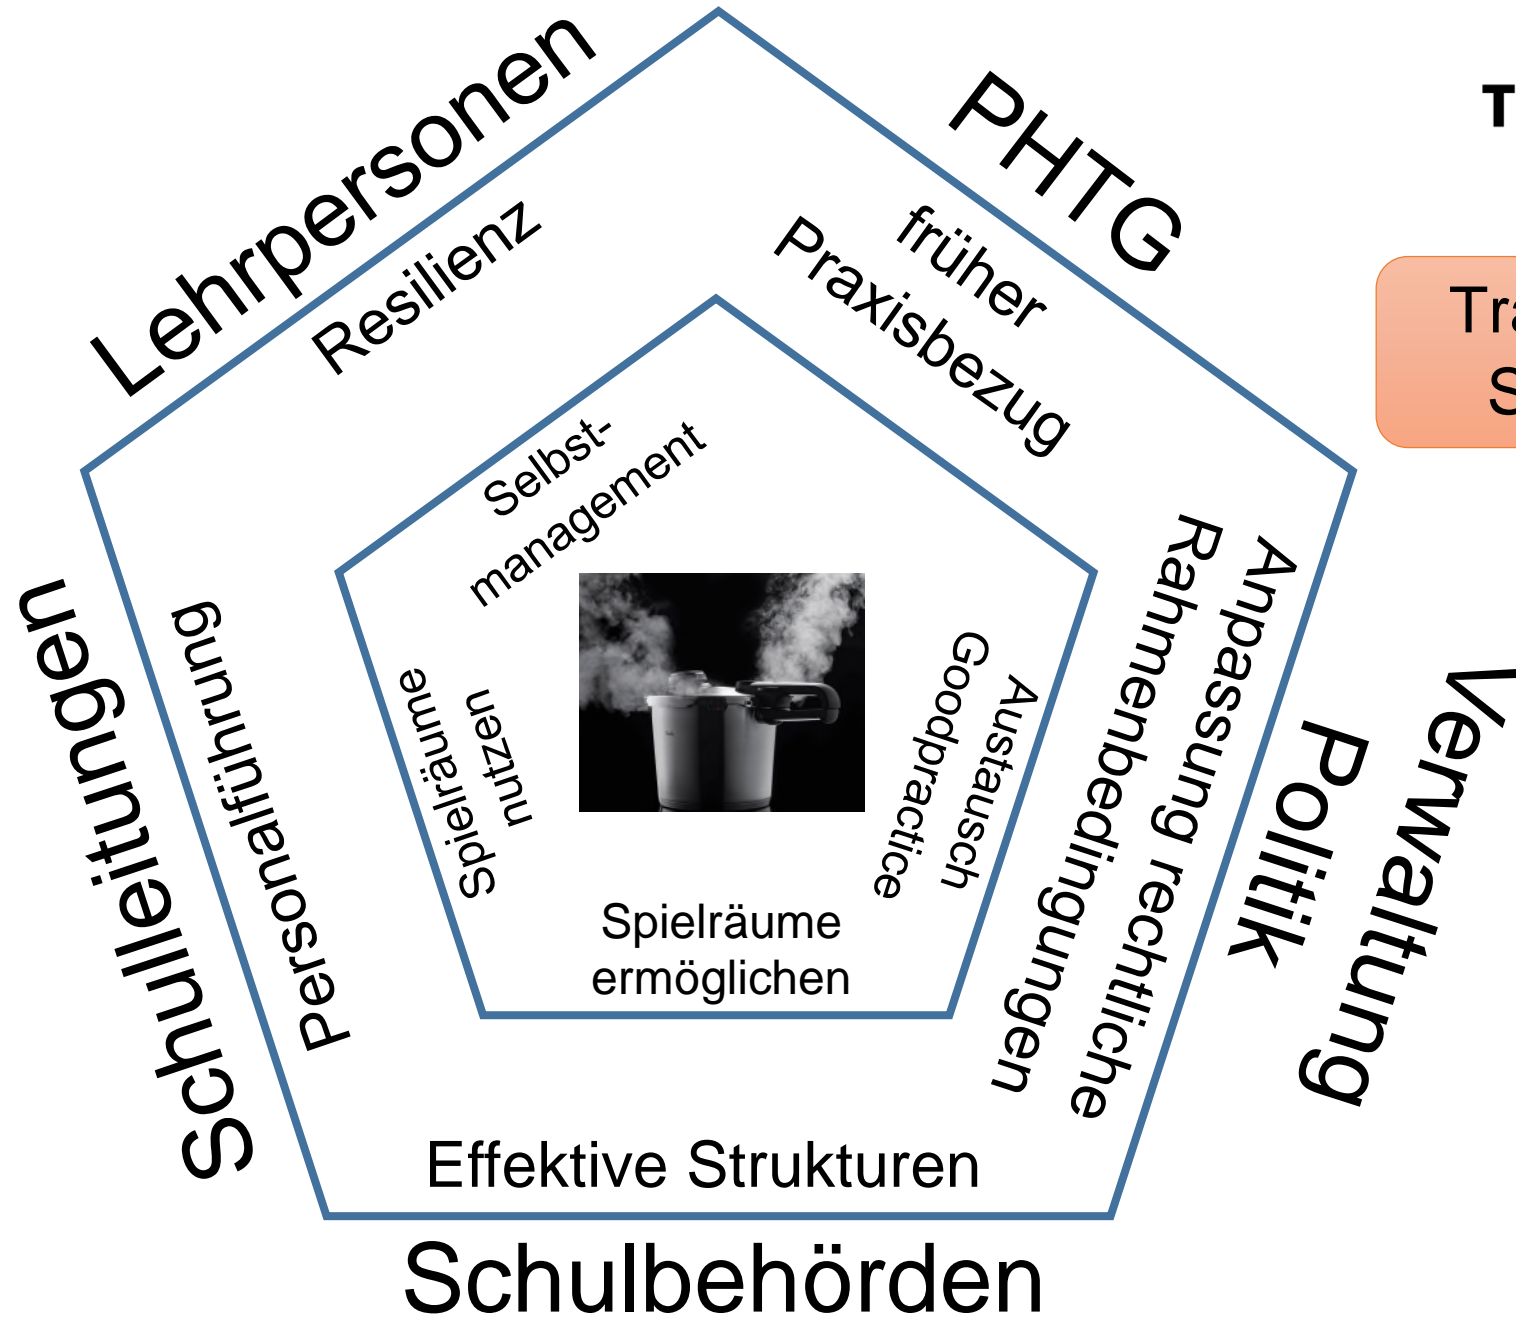 Lehrpersonen
PHTG
T
Resilienz
früher
Praxisbezug
Selbst-
management
Schulleitungen
Personalführung
Spielräume
nutzen
Austausch
Goodpractice
Anpassung rechtliche
Rahmenbedingungen
Verwaltung
Politik
Spielräume
ermöglichen
Effektive Strukturen
Schulbehörden